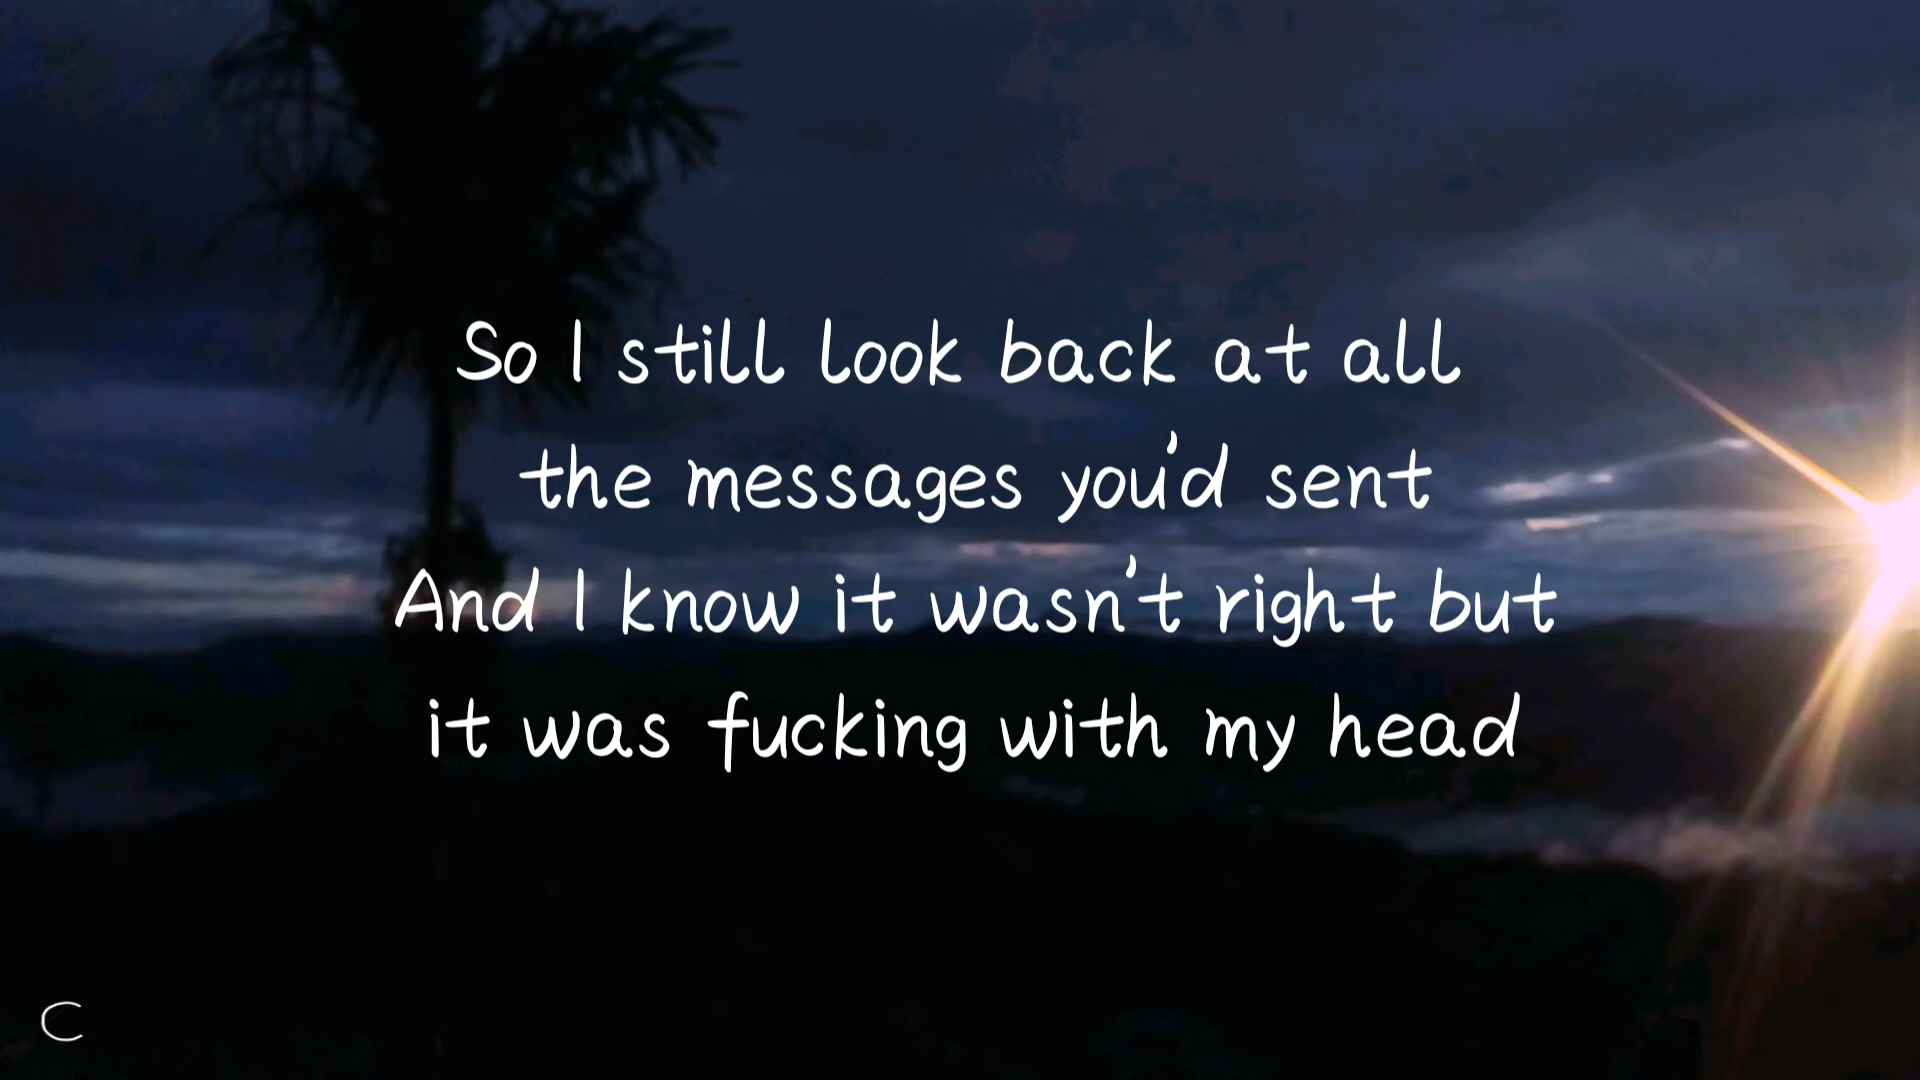 So I still look back at all
the messages you'd sent
And I know it wasn't right but
it was fucking with my head
C